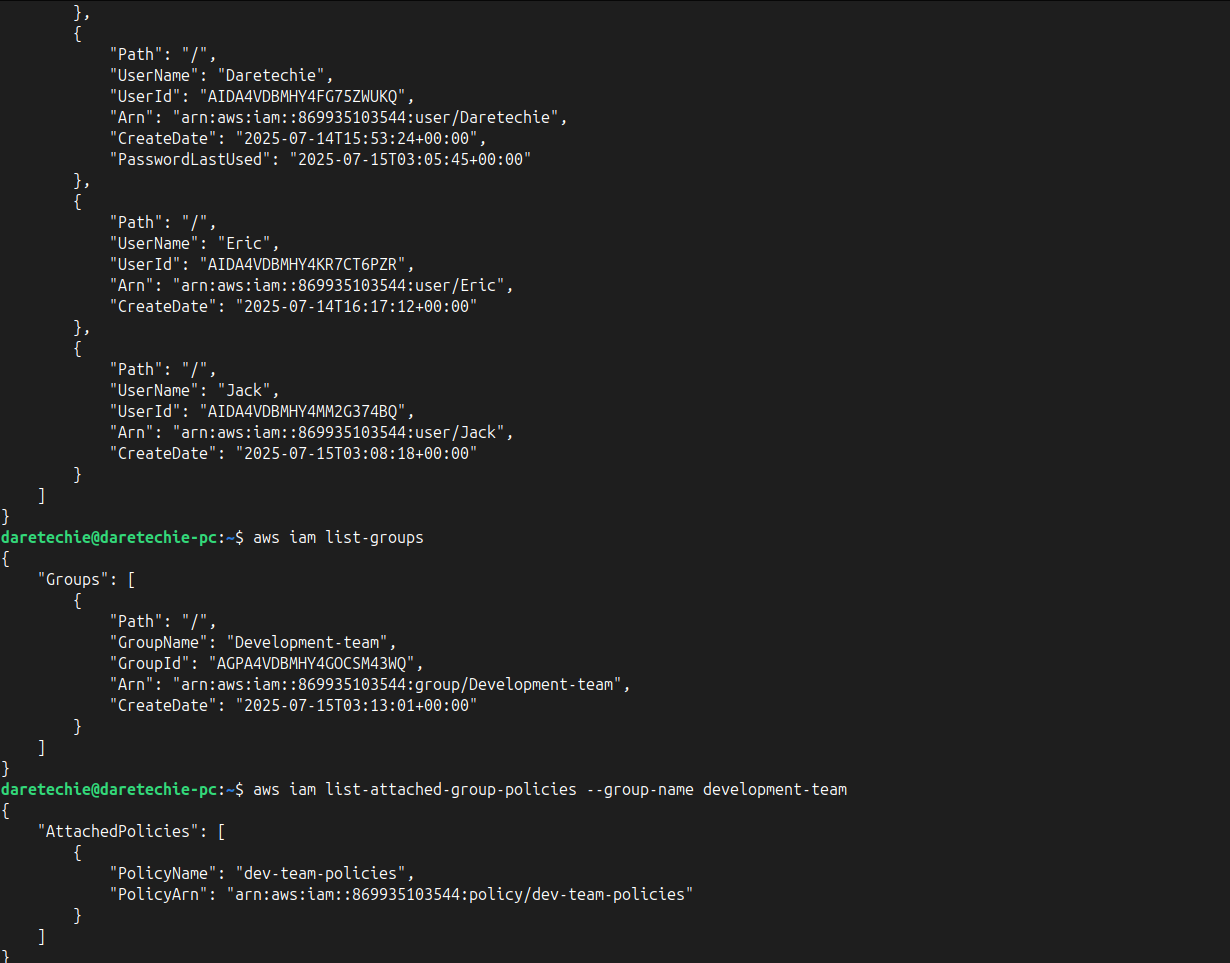 },
        {
            "Path": "/",
            "UserName": "Daretechie",
            "UserId": "AIDA4VDBMHY4FG75ZWUKQ",
            "Arn": "arn:aws:iam::869935103544:user/Daretechie",
            "CreateDate": "2025-07-14T15:53:24+00:00",
            "PasswordLastUsed": "2025-07-15T03:05:45+00:00"
        },
        {
            "Path": "/",
            "UserName": "Eric",
            "UserId": "AIDA4VDBMHY4KR7CT6PZR",
            "Arn": "arn:aws:iam::869935103544:user/Eric",
            "CreateDate": "2025-07-14T16:17:12+00:00"
        },
        {
            "Path": "/",
            "UserName": "Jack",
            "UserId": "AIDA4VDBMHY4MM2G374BQ",
            "Arn": "arn:aws:iam::869935103544:user/Jack",
            "CreateDate": "2025-07-15T03:08:18+00:00"
        }
    ]
}
daretechie@daretechie-pc:~$ aws iam list-groups
{
    "Groups": [
        {
            "Path": "/",
            "GroupName": "Development-team",
            "GroupId": "AGPA4VDBMHY4GOCSM43WQ",
            "Arn": "arn:aws:iam::869935103544:group/Development-team",
            "CreateDate": "2025-07-15T03:13:01+00:00"
        }
    ]
}
daretechie@daretechie-pc:~$ aws iam list-attached-group-policies --group-name development-team
{
    "AttachedPolicies": [
        {
            "PolicyName": "dev-team-policies",
            "PolicyArn": "arn:aws:iam::869935103544:policy/dev-team-policies"
        }
    ]
}